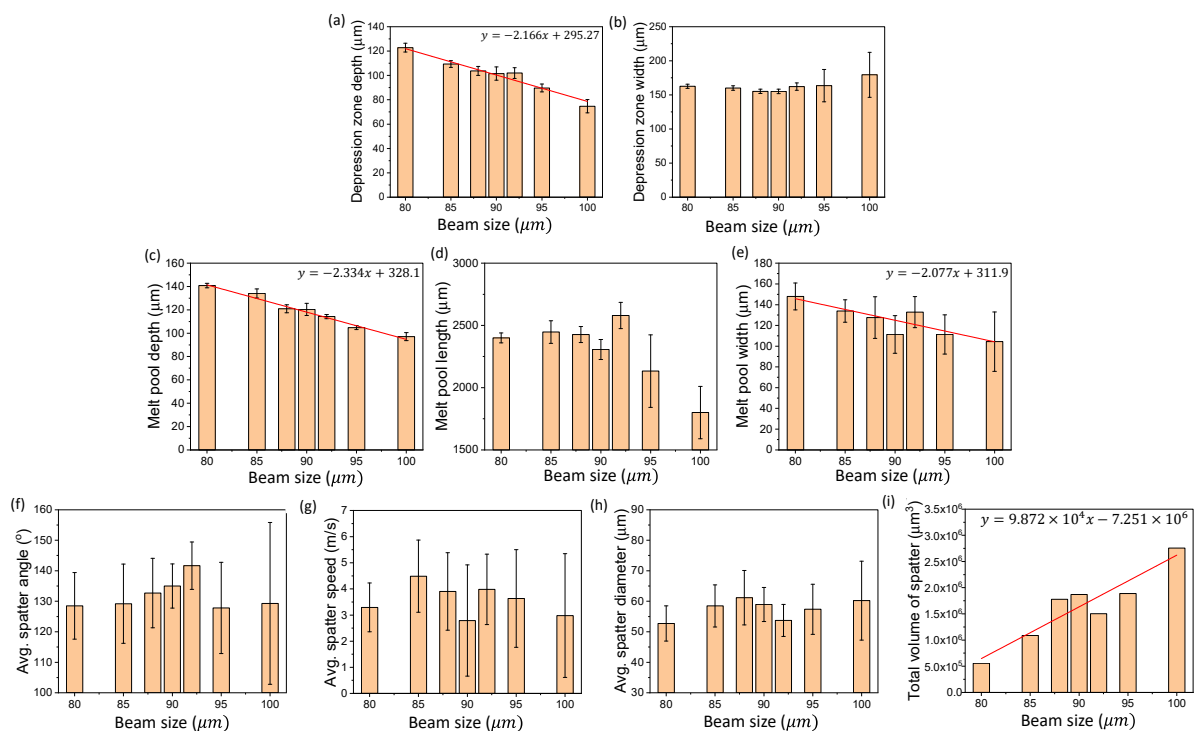 (a)
y = −2.166x + 295.27
Depression zone depth (μm)
140
120
100
80
60
40
20
0
80
85
90
95
100
Beam size (μm)
(b)
Depression zone width (μm)
250
200
150
100
50
0
80
85
90
95
100
Beam size (μm)
(c)
y = −2.334x + 328.1
Melt pool depth (μm)
160
140
120
100
80
60
40
20
0
80
85
90
95
100
Beam size (μm)
(d)
Melt pool length (μm)
3000
2500
2000
1500
80
85
90
95
100
Beam size (μm)
(e)
y = −2.077x + 311.9
Melt pool width (μm)
180
160
140
120
100
80
60
40
20
0
80
85
90
95
100
Beam size (μm)
(f)
Avg. spatter angle (°)
160
150
140
130
120
110
100
80
85
90
95
100
Beam size (μm)
(g)
Avg. spatter speed (m/s)
7
6
5
4
3
2
1
0
80
85
90
95
100
Beam size (μm)
(h)
Avg. spatter diameter (μm)
90
80
70
60
50
40
30
80
85
90
95
100
Beam size (μm)
(i)
y = 9.872 × 10⁴x − 7.251 × 10⁶
Total volume of spatter (μm³)
3.5x10⁶
3.0x10⁶
2.5x10⁶
2.0x10⁶
1.5x10⁶
1.0x10⁶
5.0x10⁵
0.0
80
85
90
95
100
Beam size (μm)